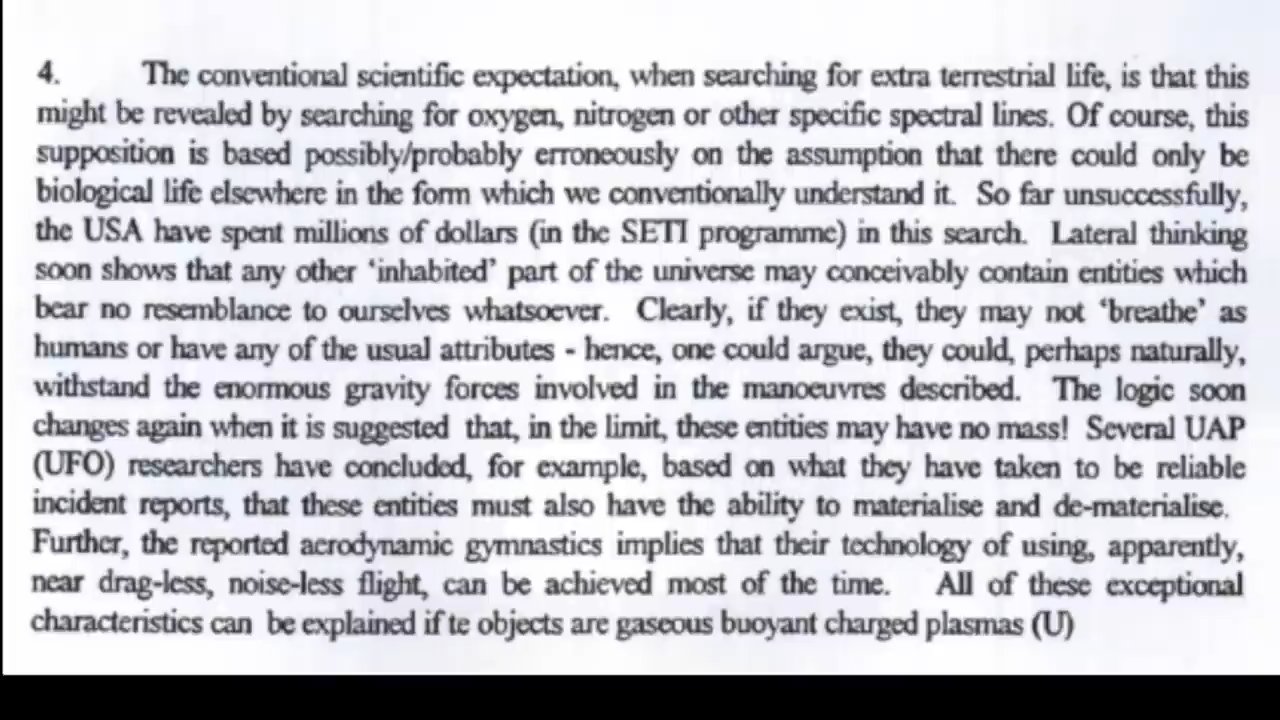 4. The conventional scientific expectation, when searching for extra terrestrial life, is that this
might be revealed by searching for oxygen, nitrogen or other specific spectral lines. Of course, this
supposition is based possibly/probably erroneously on the assumption that there could only be
biological life elsewhere in the form which we conventionally understand it. So far unsuccessfully,
the USA have spent millions of dollars (in the SETI programme) in this search. Lateral thinking
soon shows that any other ‘inhabited’ part of the universe may conceivably contain entities which
bear no resemblance to ourselves whatsoever. Clearly, if they exist, they may not ‘breathe’ as
humans or have any of the usual attributes - hence, one could argue, they could, perhaps naturally,
withstand the enormous gravity forces involved in the manoeuvres described. The logic soon
changes again when it is suggested that, in the limit, these entities may have no mass! Several UAP
(UFO) researchers have concluded, for example, based on what they have taken to be reliable
incident reports, that these entities must also have the ability to materialise and de-materialise.
Further, the reported aerodynamic gymnastics implies that their technology of using, apparently,
near drag-less, noise-less flight, can be achieved most of the time. All of these exceptional
characteristics can be explained if te objects are gaseous buoyant charged plasmas (U)